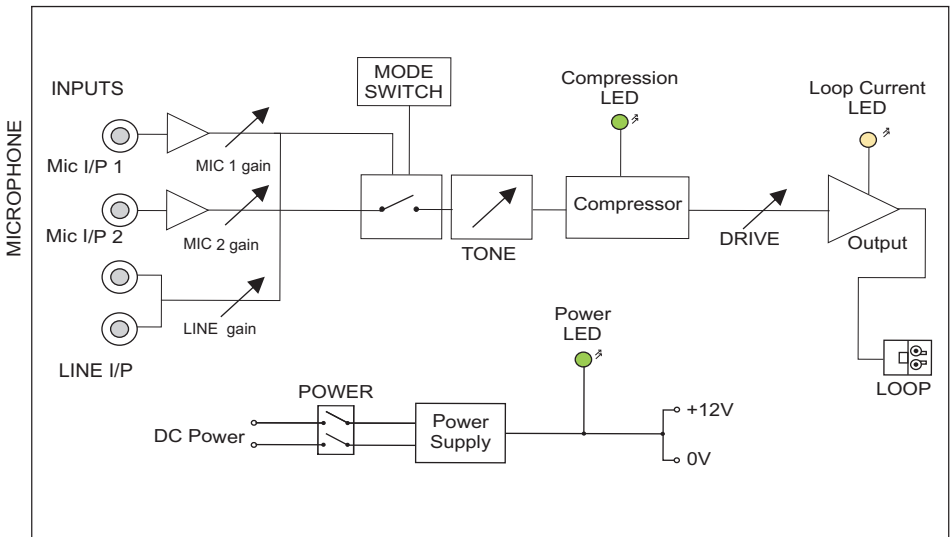 MICROPHONE
INPUTS
Mic I/P 1
MIC 1 gain
Mic I/P 2
MIC 2 gain
LINE gain
LINE I/P
MODE
SWITCH
TONE
Compression
LED
Compressor
DRIVE
Loop Current
LED
Output
LOOP
Power
LED
POWER
DC Power
Power
Supply
+12V
0V